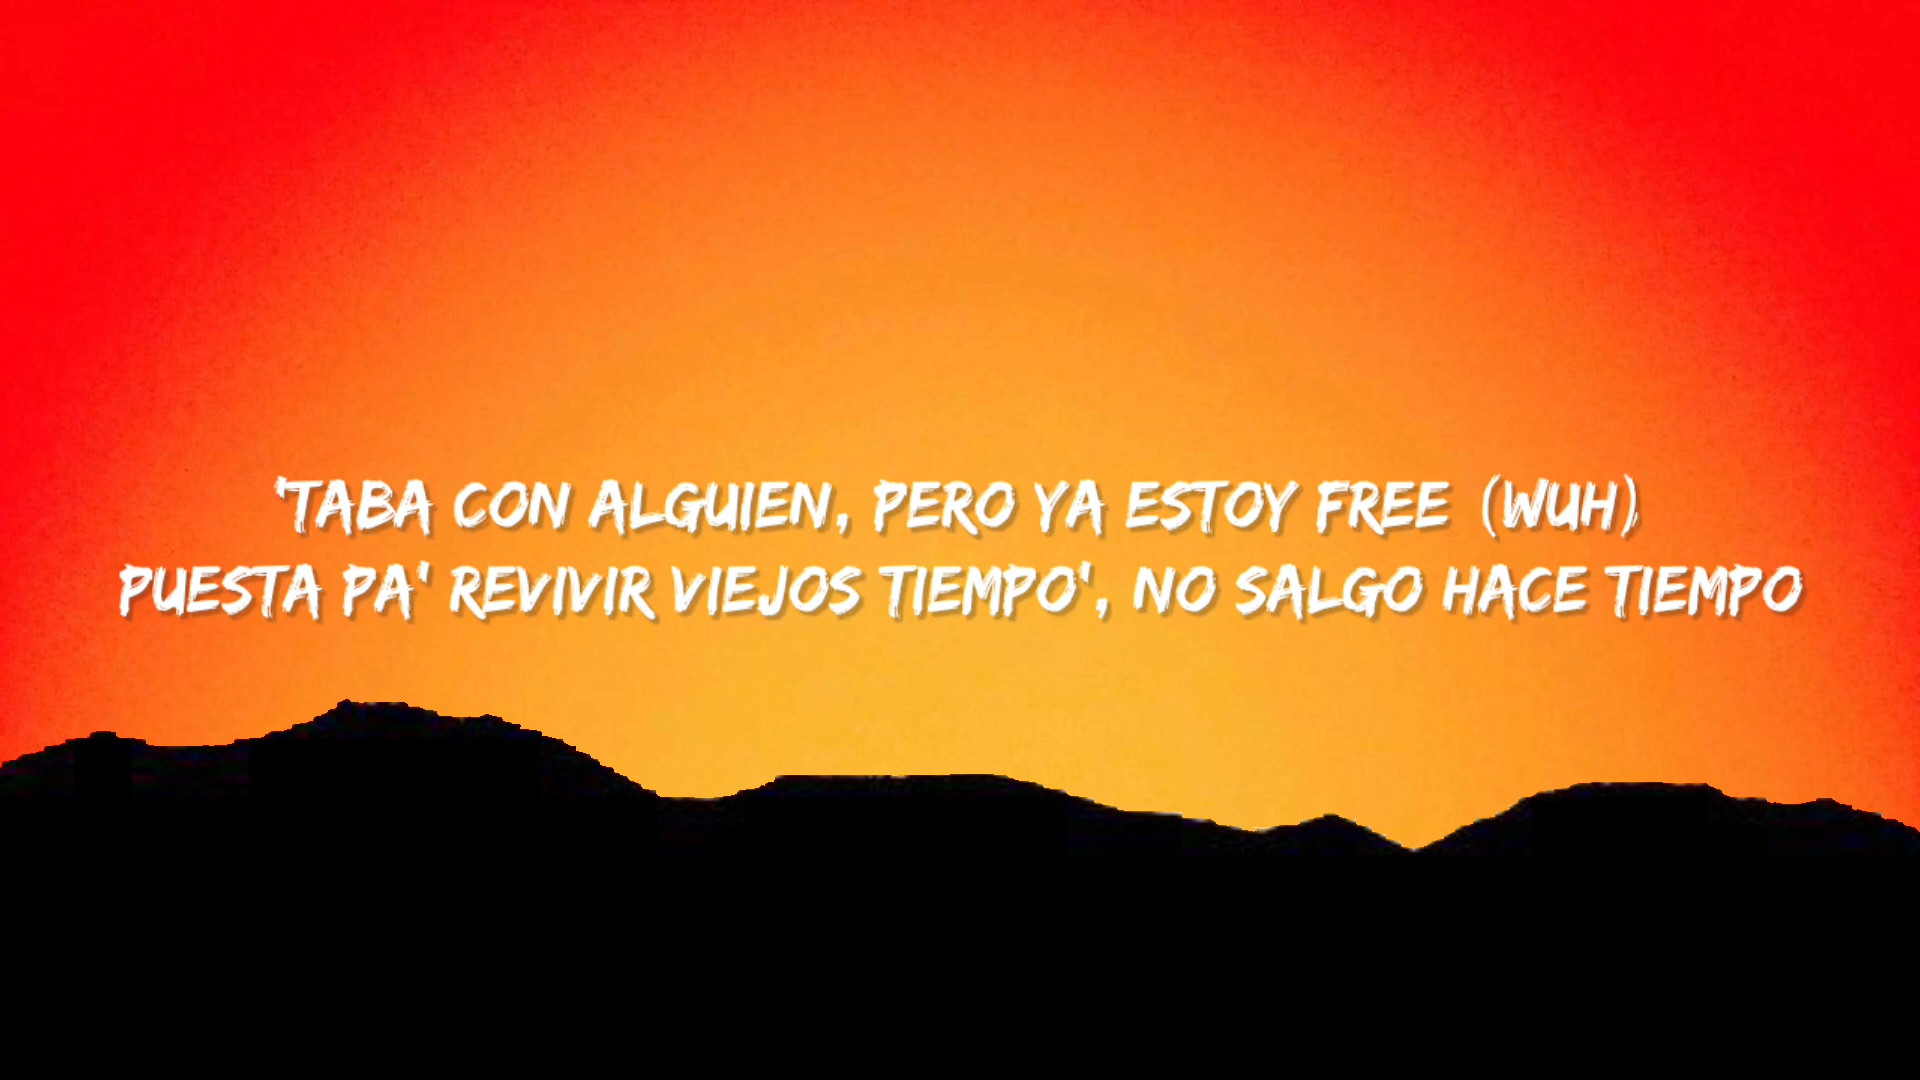 'TABA CON ALGUIEN, PERO YA ESTOY FREE (WUH)
PUESTA PA' REVIVIR VIEJOS TIEMPO', NO SALGO HACE TIEMPO